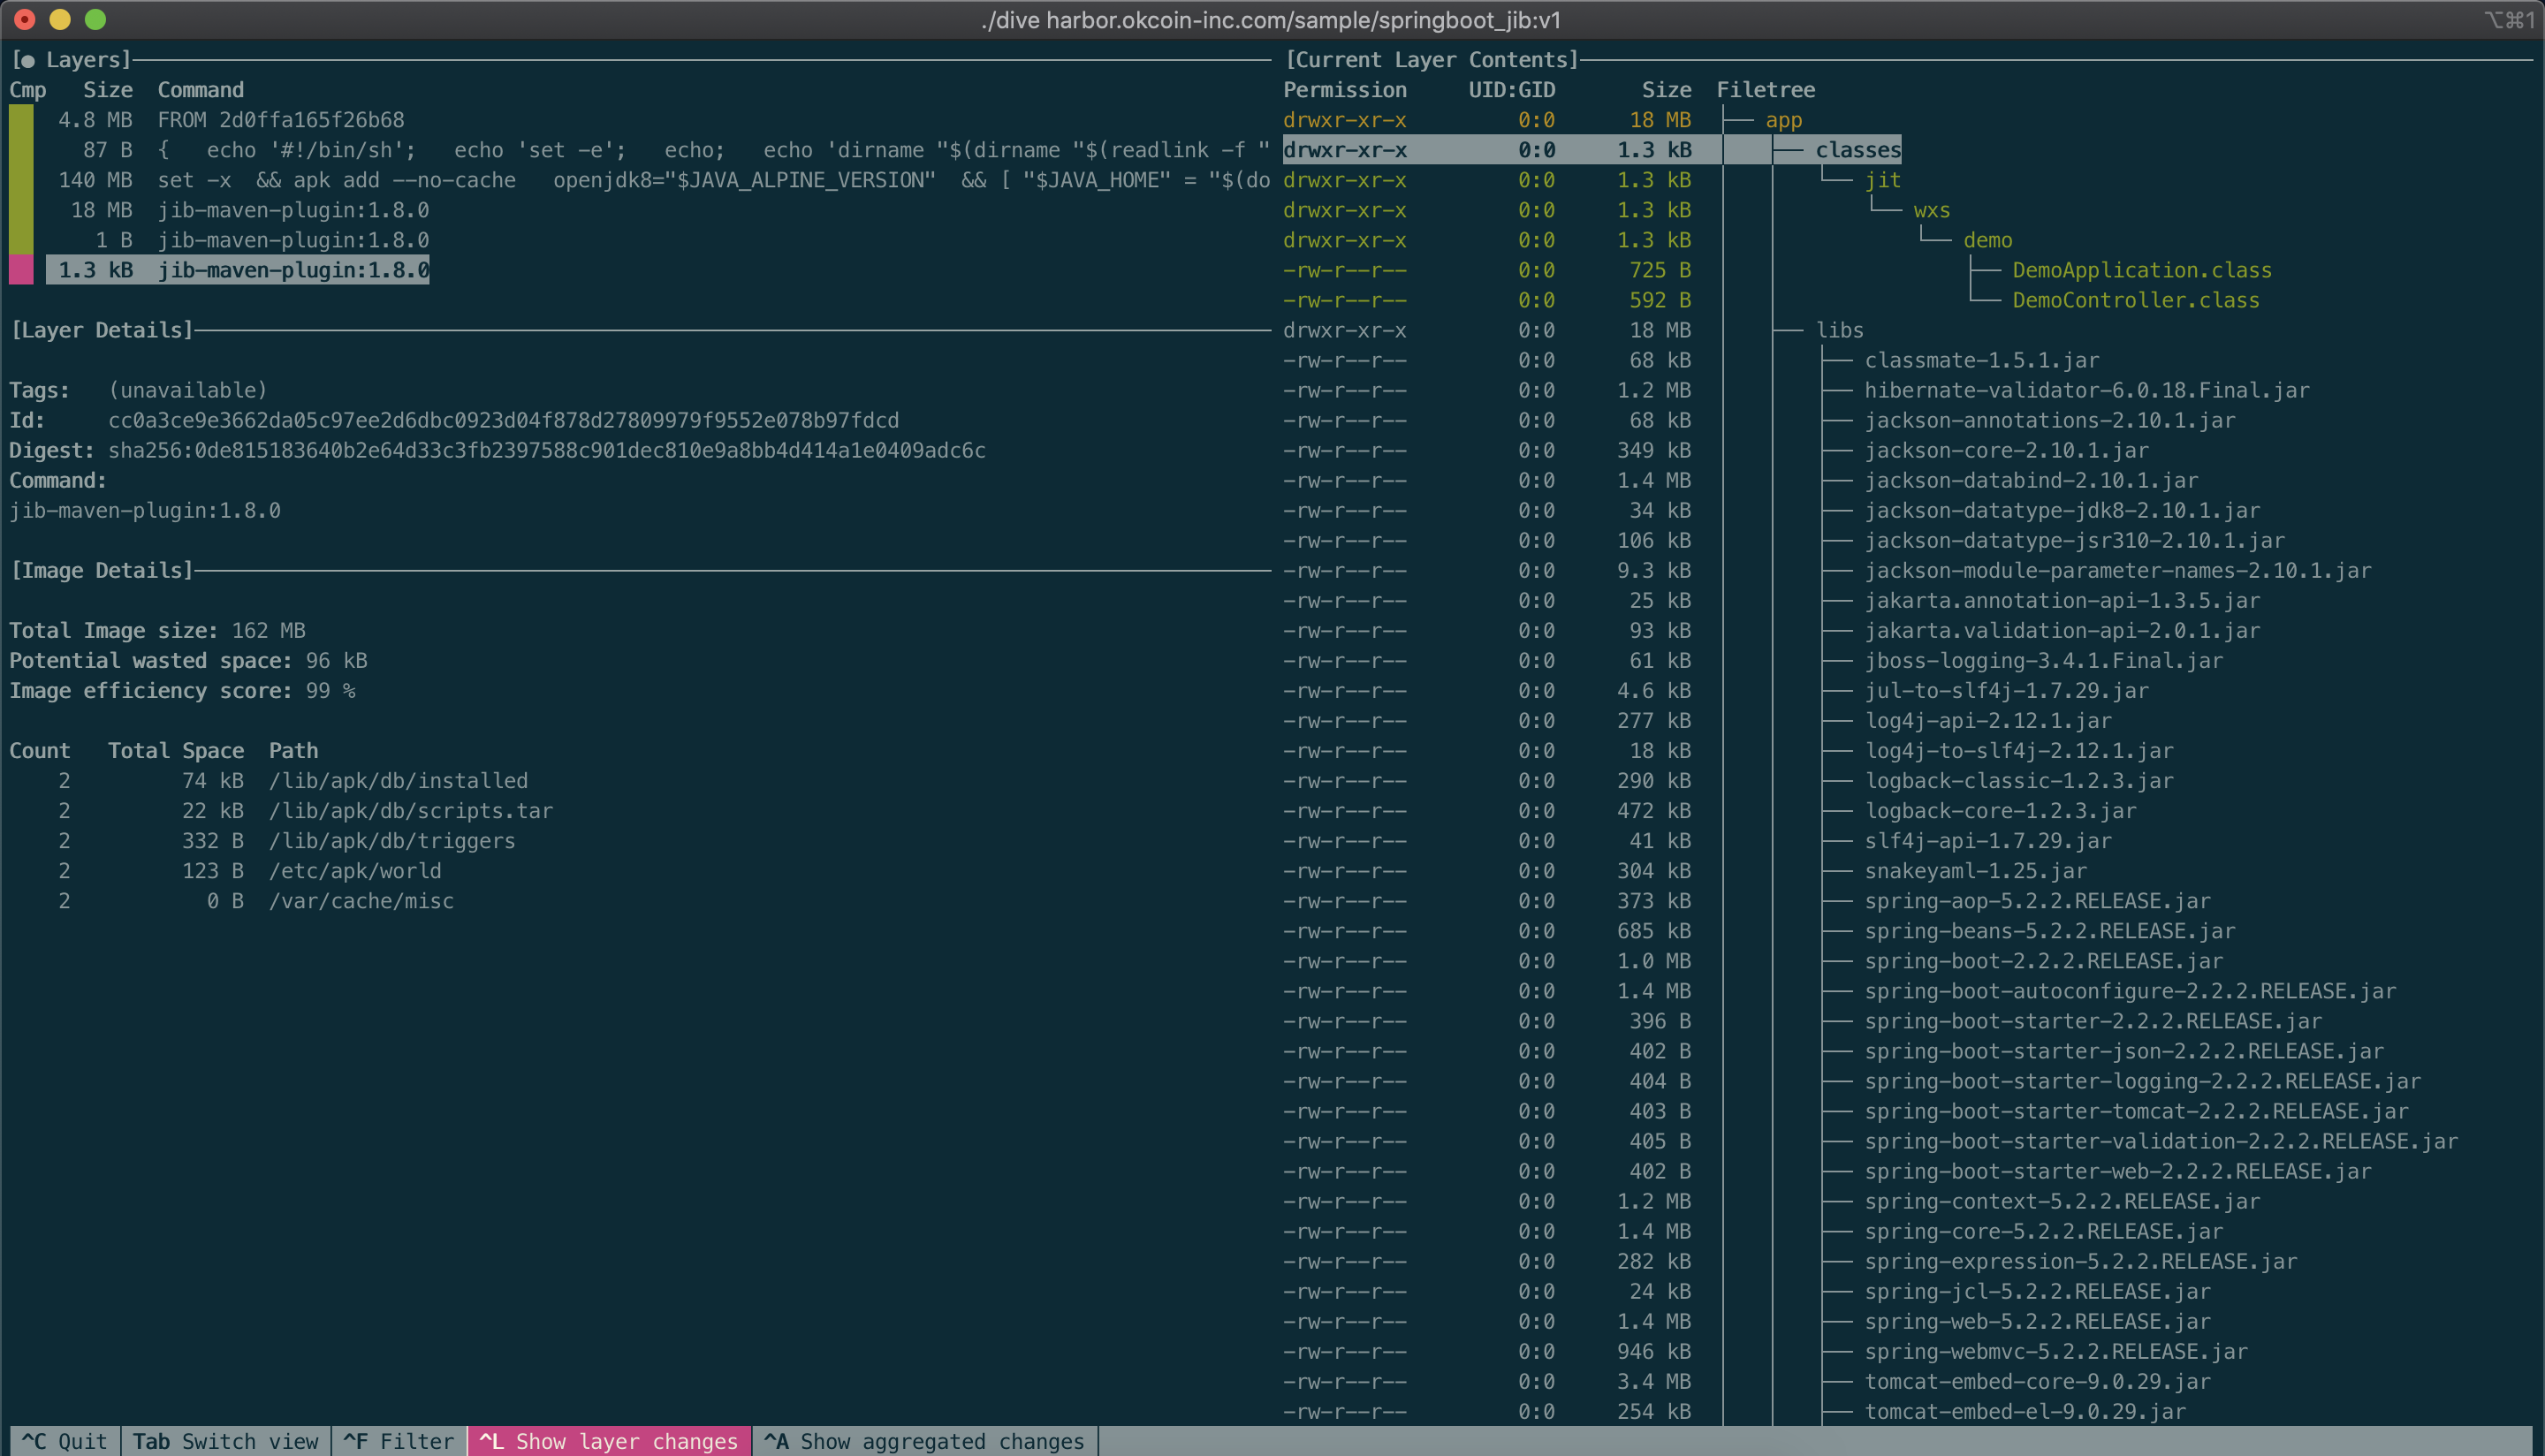 ./dive harbor.okcoin-inc.com/sample/springboot_jib:v1
⌥⌘1
[● Layers]
Cmp Size Command
4.8 MB FROM 2d0ffa165f26b68
87 B { echo '#!/bin/sh'; echo 'set -e'; echo; echo 'dirname "$(dirname "$(readlink -f "
140 MB set -x && apk add --no-cache openjdk8="$JAVA_ALPINE_VERSION" && [ "$JAVA_HOME" = "$(do
18 MB jib-maven-plugin:1.8.0
1 B jib-maven-plugin:1.8.0
1.3 kB jib-maven-plugin:1.8.0
[Layer Details]
Tags: (unavailable)
Id: cc0a3ce9e3662da05c97ee2d6dbc0923d04f878d27809979f9552e078b97fdcd
Digest: sha256:0de815183640b2e64d33c3fb2397588c901dec810e9a8bb4d414a1e0409adc6c
Command:
jib-maven-plugin:1.8.0
[Image Details]
Total Image size: 162 MB
Potential wasted space: 96 kB
Image efficiency score: 99 %
Count Total Space Path
2 74 kB /lib/apk/db/installed
2 22 kB /lib/apk/db/scripts.tar
2 332 B /lib/apk/db/triggers
2 123 B /etc/apk/world
2 0 B /var/cache/misc
[Current Layer Contents]
Permission UID:GID Size Filetree
drwxr-xr-x 0:0 18 MB ├── app
drwxr-xr-x 0:0 1.3 kB │ ├── classes
drwxr-xr-x 0:0 1.3 kB │ │ └── jit
drwxr-xr-x 0:0 1.3 kB │ │ └── wxs
drwxr-xr-x 0:0 1.3 kB │ │ └── demo
-rw-r--r-- 0:0 725 B │ │ ├── DemoApplication.class
-rw-r--r-- 0:0 592 B │ │ └── DemoController.class
drwxr-xr-x 0:0 18 MB │ ├── libs
-rw-r--r-- 0:0 68 kB │ │ ├── classmate-1.5.1.jar
-rw-r--r-- 0:0 1.2 MB │ │ ├── hibernate-validator-6.0.18.Final.jar
-rw-r--r-- 0:0 68 kB │ │ ├── jackson-annotations-2.10.1.jar
-rw-r--r-- 0:0 349 kB │ │ ├── jackson-core-2.10.1.jar
-rw-r--r-- 0:0 1.4 MB │ │ ├── jackson-databind-2.10.1.jar
-rw-r--r-- 0:0 34 kB │ │ ├── jackson-datatype-jdk8-2.10.1.jar
-rw-r--r-- 0:0 106 kB │ │ ├── jackson-datatype-jsr310-2.10.1.jar
-rw-r--r-- 0:0 9.3 kB │ │ ├── jackson-module-parameter-names-2.10.1.jar
-rw-r--r-- 0:0 25 kB │ │ ├── jakarta.annotation-api-1.3.5.jar
-rw-r--r-- 0:0 93 kB │ │ ├── jakarta.validation-api-2.0.1.jar
-rw-r--r-- 0:0 61 kB │ │ ├── jboss-logging-3.4.1.Final.jar
-rw-r--r-- 0:0 4.6 kB │ │ ├── jul-to-slf4j-1.7.29.jar
-rw-r--r-- 0:0 277 kB │ │ ├── log4j-api-2.12.1.jar
-rw-r--r-- 0:0 18 kB │ │ ├── log4j-to-slf4j-2.12.1.jar
-rw-r--r-- 0:0 290 kB │ │ ├── logback-classic-1.2.3.jar
-rw-r--r-- 0:0 472 kB │ │ ├── logback-core-1.2.3.jar
-rw-r--r-- 0:0 41 kB │ │ ├── slf4j-api-1.7.29.jar
-rw-r--r-- 0:0 304 kB │ │ ├── snakeyaml-1.25.jar
-rw-r--r-- 0:0 373 kB │ │ ├── spring-aop-5.2.2.RELEASE.jar
-rw-r--r-- 0:0 685 kB │ │ ├── spring-beans-5.2.2.RELEASE.jar
-rw-r--r-- 0:0 1.0 MB │ │ ├── spring-boot-2.2.2.RELEASE.jar
-rw-r--r-- 0:0 1.4 MB │ │ ├── spring-boot-autoconfigure-2.2.2.RELEASE.jar
-rw-r--r-- 0:0 396 B │ │ ├── spring-boot-starter-2.2.2.RELEASE.jar
-rw-r--r-- 0:0 402 B │ │ ├── spring-boot-starter-json-2.2.2.RELEASE.jar
-rw-r--r-- 0:0 404 B │ │ ├── spring-boot-starter-logging-2.2.2.RELEASE.jar
-rw-r--r-- 0:0 403 B │ │ ├── spring-boot-starter-tomcat-2.2.2.RELEASE.jar
-rw-r--r-- 0:0 405 B │ │ ├── spring-boot-starter-validation-2.2.2.RELEASE.jar
-rw-r--r-- 0:0 402 B │ │ ├── spring-boot-starter-web-2.2.2.RELEASE.jar
-rw-r--r-- 0:0 1.2 MB │ │ ├── spring-context-5.2.2.RELEASE.jar
-rw-r--r-- 0:0 1.4 MB │ │ ├── spring-core-5.2.2.RELEASE.jar
-rw-r--r-- 0:0 282 kB │ │ ├── spring-expression-5.2.2.RELEASE.jar
-rw-r--r-- 0:0 24 kB │ │ ├── spring-jcl-5.2.2.RELEASE.jar
-rw-r--r-- 0:0 1.4 MB │ │ ├── spring-web-5.2.2.RELEASE.jar
-rw-r--r-- 0:0 946 kB │ │ ├── spring-webmvc-5.2.2.RELEASE.jar
-rw-r--r-- 0:0 3.4 MB │ │ ├── tomcat-embed-core-9.0.29.jar
-rw-r--r-- 0:0 254 kB │ │ ├── tomcat-embed-el-9.0.29.jar
^C Quit Tab Switch view ^F Filter ^L Show layer changes ^A Show aggregated changes